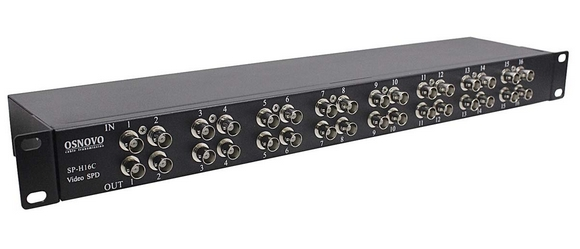 IN 1 2 3 4 5 6 7 8 9 10 11 12 13 14 15 16
OSNOVO
cable transmission
SP-H16C
Video SPD
OUT 1 2 3 4 5 6 7 8 9 10 11 12 13 14 15 16